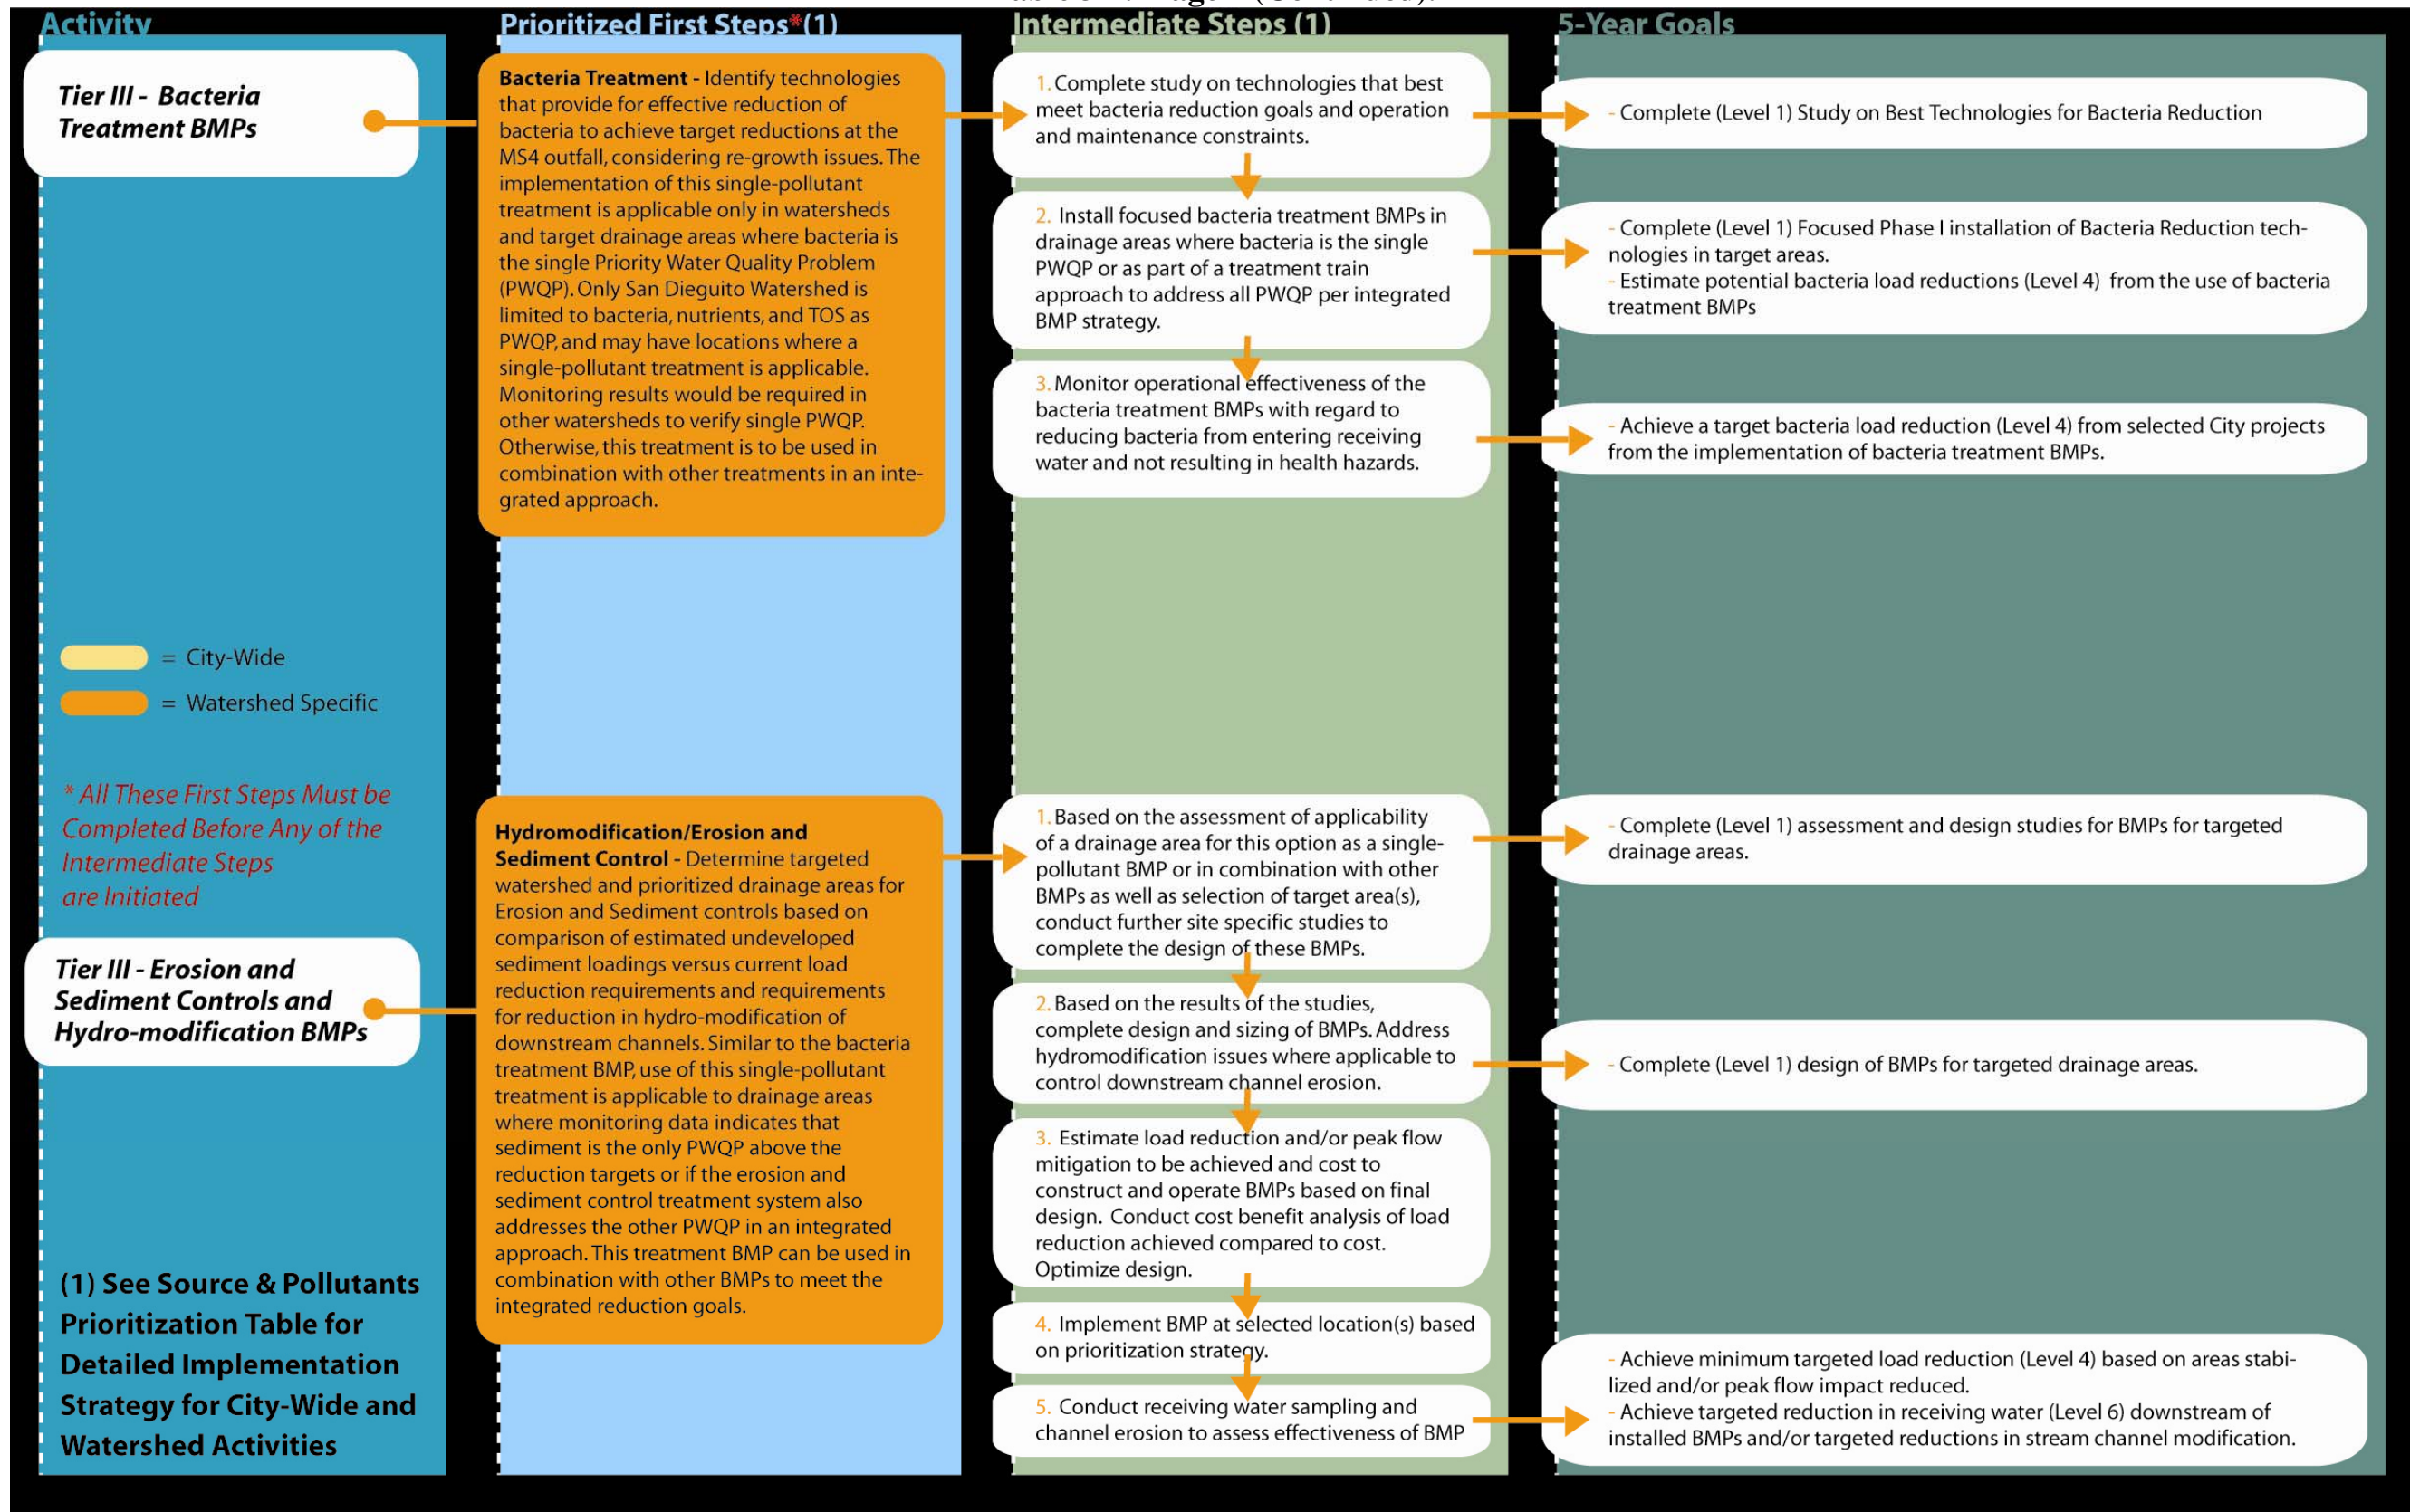 Activity
Prioritized First Steps*(1)
Intermediate Steps (1)
5-Year Goals
Tier III - Bacteria
Treatment BMPs
Bacteria Treatment - Identify technologies
that provide for effective reduction of
bacteria to achieve target reductions at the
MS4 outfall, considering re-growth issues. The
implementation of this single-pollutant
treatment is applicable only in watersheds
and target drainage areas where bacteria is
the single Priority Water Quality Problem
(PWQP). Only San Dieguito Watershed is
limited to bacteria, nutrients, and TOS as
PWQP, and may have locations where a
single-pollutant treatment is applicable.
Monitoring results would be required in
other watersheds to verify single PWQP.
Otherwise, this treatment is to be used in
combination with other treatments in an inte-
grated approach.
1. Complete study on technologies that best
meet bacteria reduction goals and operation
and maintenance constraints.
2. Install focused bacteria treatment BMPs in
drainage areas where bacteria is the single
PWQP or as part of a treatment train
approach to address all PWQP per integrated
BMP strategy.
3. Monitor operational effectiveness of the
bacteria treatment BMPs with regard to
reducing bacteria from entering receiving
water and not resulting in health hazards.
- Complete (Level 1) Study on Best Technologies for Bacteria Reduction
- Complete (Level 1) Focused Phase I installation of Bacteria Reduction tech-
nologies in target areas.
- Estimate potential bacteria load reductions (Level 4) from the use of bacteria
treatment BMPs
- Achieve a target bacteria load reduction (Level 4) from selected City projects
from the implementation of bacteria treatment BMPs.
= City-Wide
= Watershed Specific
* All These First Steps Must be
Completed Before Any of the
Intermediate Steps
are Initiated
Tier III - Erosion and
Sediment Controls and
Hydro-modification BMPs
(1) See Source & Pollutants
Prioritization Table for
Detailed Implementation
Strategy for City-Wide and
Watershed Activities
Hydromodification/Erosion and
Sediment Control - Determine targeted
watershed and prioritized drainage areas for
Erosion and Sediment controls based on
comparison of estimated undeveloped
sediment loadings versus current load
reduction requirements and requirements
for reduction in hydro-modification of
downstream channels. Similar to the bacteria
treatment BMP, use of this single-pollutant
treatment is applicable to drainage areas
where monitoring data indicates that
sediment is the only PWQP above the
reduction targets or if the erosion and
sediment control treatment system also
addresses the other PWQP in an integrated
approach. This treatment BMP can be used in
combination with other BMPs to meet the
integrated reduction goals.
1. Based on the assessment of applicability
of a drainage area for this option as a single-
pollutant BMP or in combination with other
BMPs as well as selection of target area(s),
conduct further site specific studies to
complete the design of these BMPs.
2. Based on the results of the studies,
complete design and sizing of BMPs. Address
hydromodification issues where applicable to
control downstream channel erosion.
3. Estimate load reduction and/or peak flow
mitigation to be achieved and cost to
construct and operate BMPs based on final
design. Conduct cost benefit analysis of load
reduction achieved compared to cost.
Optimize design.
4. Implement BMP at selected location(s) based
on prioritization strategy.
5. Conduct receiving water sampling and
channel erosion to assess effectiveness of BMP
- Complete (Level 1) assessment and design studies for BMPs for targeted
drainage areas.
- Complete (Level 1) design of BMPs for targeted drainage areas.
- Achieve minimum targeted load reduction (Level 4) based on areas stabi-
lized and/or peak flow impact reduced.
- Achieve targeted reduction in receiving water (Level 6) downstream of
installed BMPs and/or targeted reductions in stream channel modification.